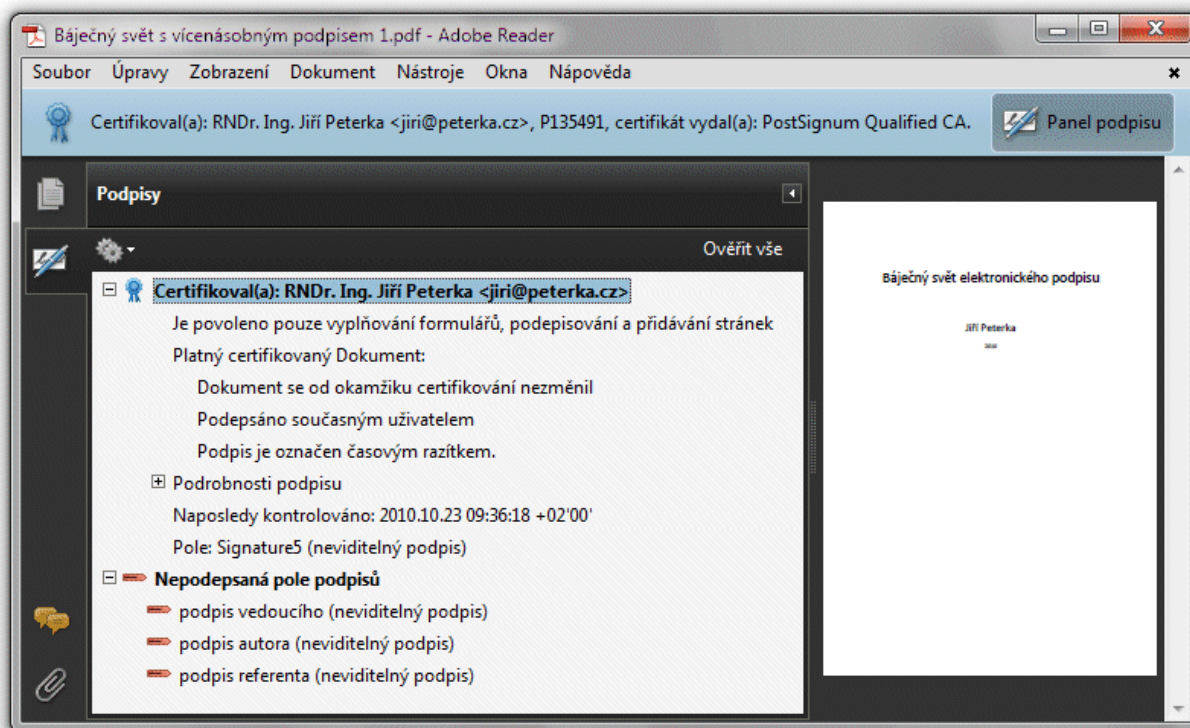 Báječný svět s vícenásobným podpisem 1.pdf - Adobe Reader
Soubor Úpravy Zobrazení Dokument Nástroje Okna Nápověda
Certifikoval(a): RNDr. Ing. Jiří Peterka <jiri@peterka.cz>, P135491, certifikát vydal(a): PostSignum Qualified CA.
Panel podpisu
Podpisy
Ověřit vše
Certifikoval(a): RNDr. Ing. Jiří Peterka <jiri@peterka.cz>
Je povoleno pouze vyplňování formulářů, podepisování a přidávání stránek
Platný certifikovaný Dokument:
Dokument se od okamžiku certifikování nezměnil
Podepsáno současným uživatelem
Podpis je označen časovým razítkem.
Podrobnosti podpisu
Naposledy kontrolováno: 2010.10.23 09:36:18 +02'00'
Pole: Signature5 (neviditelný podpis)
Nepodepsaná pole podpisů
podpis vedoucího (neviditelný podpis)
podpis autora (neviditelný podpis)
podpis referenta (neviditelný podpis)
Báječný svět elektronického podpisu
Jiří Peterka